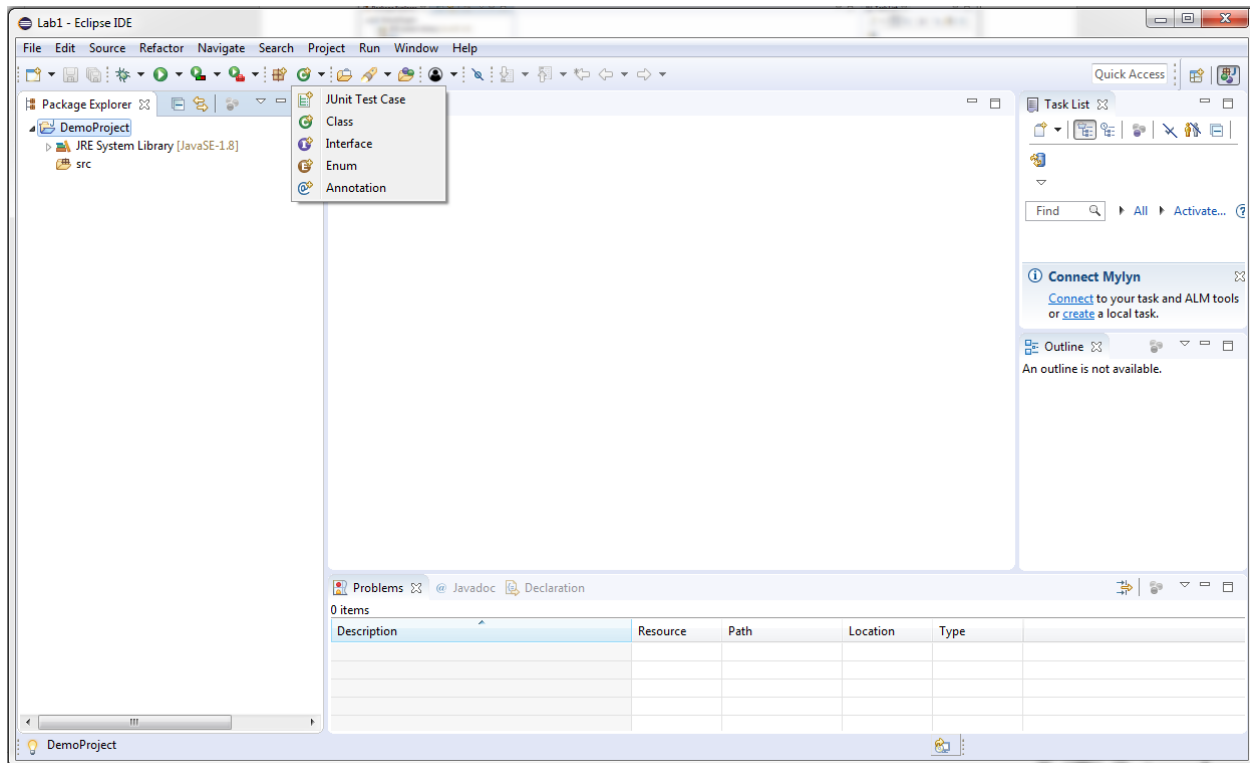 Lab1 - Eclipse IDE
File Edit Source Refactor Navigate Search Project Run Window Help
Quick Access
Package Explorer
DemoProject
JRE System Library [JavaSE-1.8]
src
JUnit Test Case
Class
Interface
Enum
Annotation
Task List
Find All Activate...
Connect Mylyn
Connect to your task and ALM tools
or create a local task.
Outline
An outline is not available.
Problems @ Javadoc Declaration
0 items
Description Resource Path Location Type
DemoProject